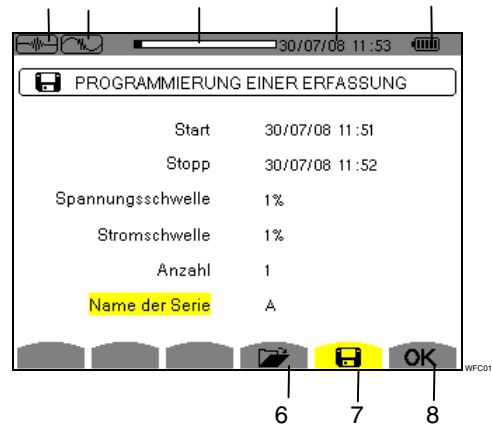 30/07/08 11:53
PROGRAMMIERUNG EINER ERFASSUNG
Start 30/07/08 11:51
Stopp 30/07/08 11:52
Spannungsschwelle 1%
Stromschwelle 1%
Anzahl 1
Name der Serie A
OK
WFC01
6 7 8